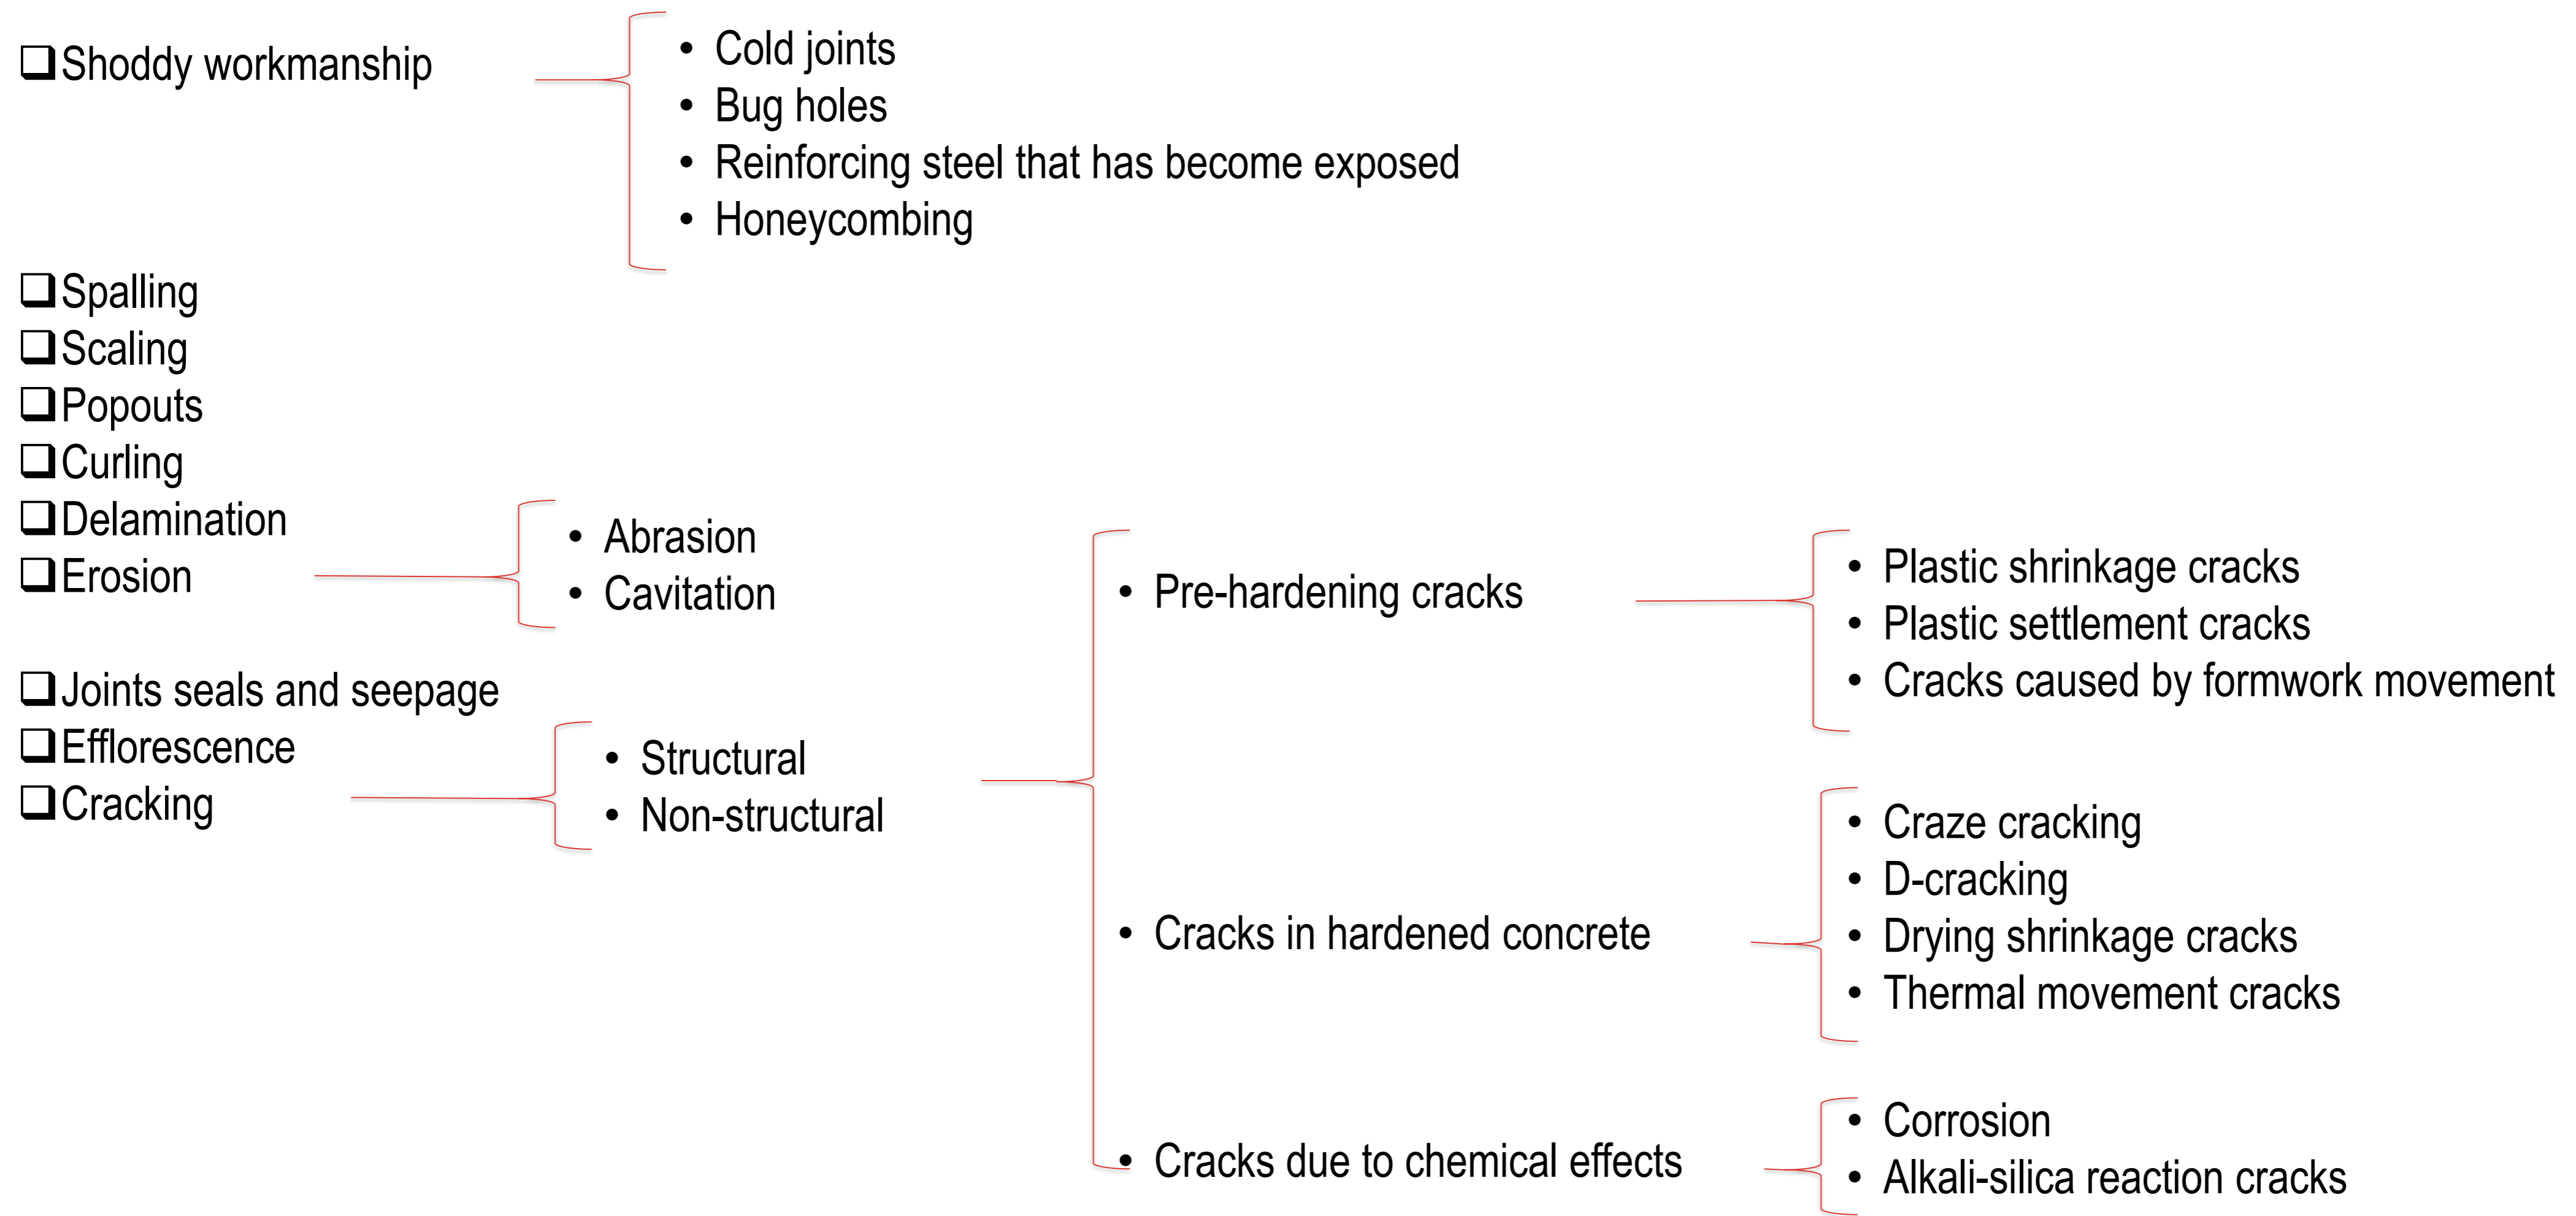 Shoddy workmanship
• Cold joints
• Bug holes
• Reinforcing steel that has become exposed
• Honeycombing
Spalling
Scaling
Popouts
Curling
Delamination
Erosion
• Abrasion
• Cavitation
Joints seals and seepage
Efflorescence
Cracking
• Structural
• Non-structural
• Pre-hardening cracks
• Plastic shrinkage cracks
• Plastic settlement cracks
• Cracks caused by formwork movement
• Cracks in hardened concrete
• Craze cracking
• D-cracking
• Drying shrinkage cracks
• Thermal movement cracks
• Cracks due to chemical effects
• Corrosion
• Alkali-silica reaction cracks